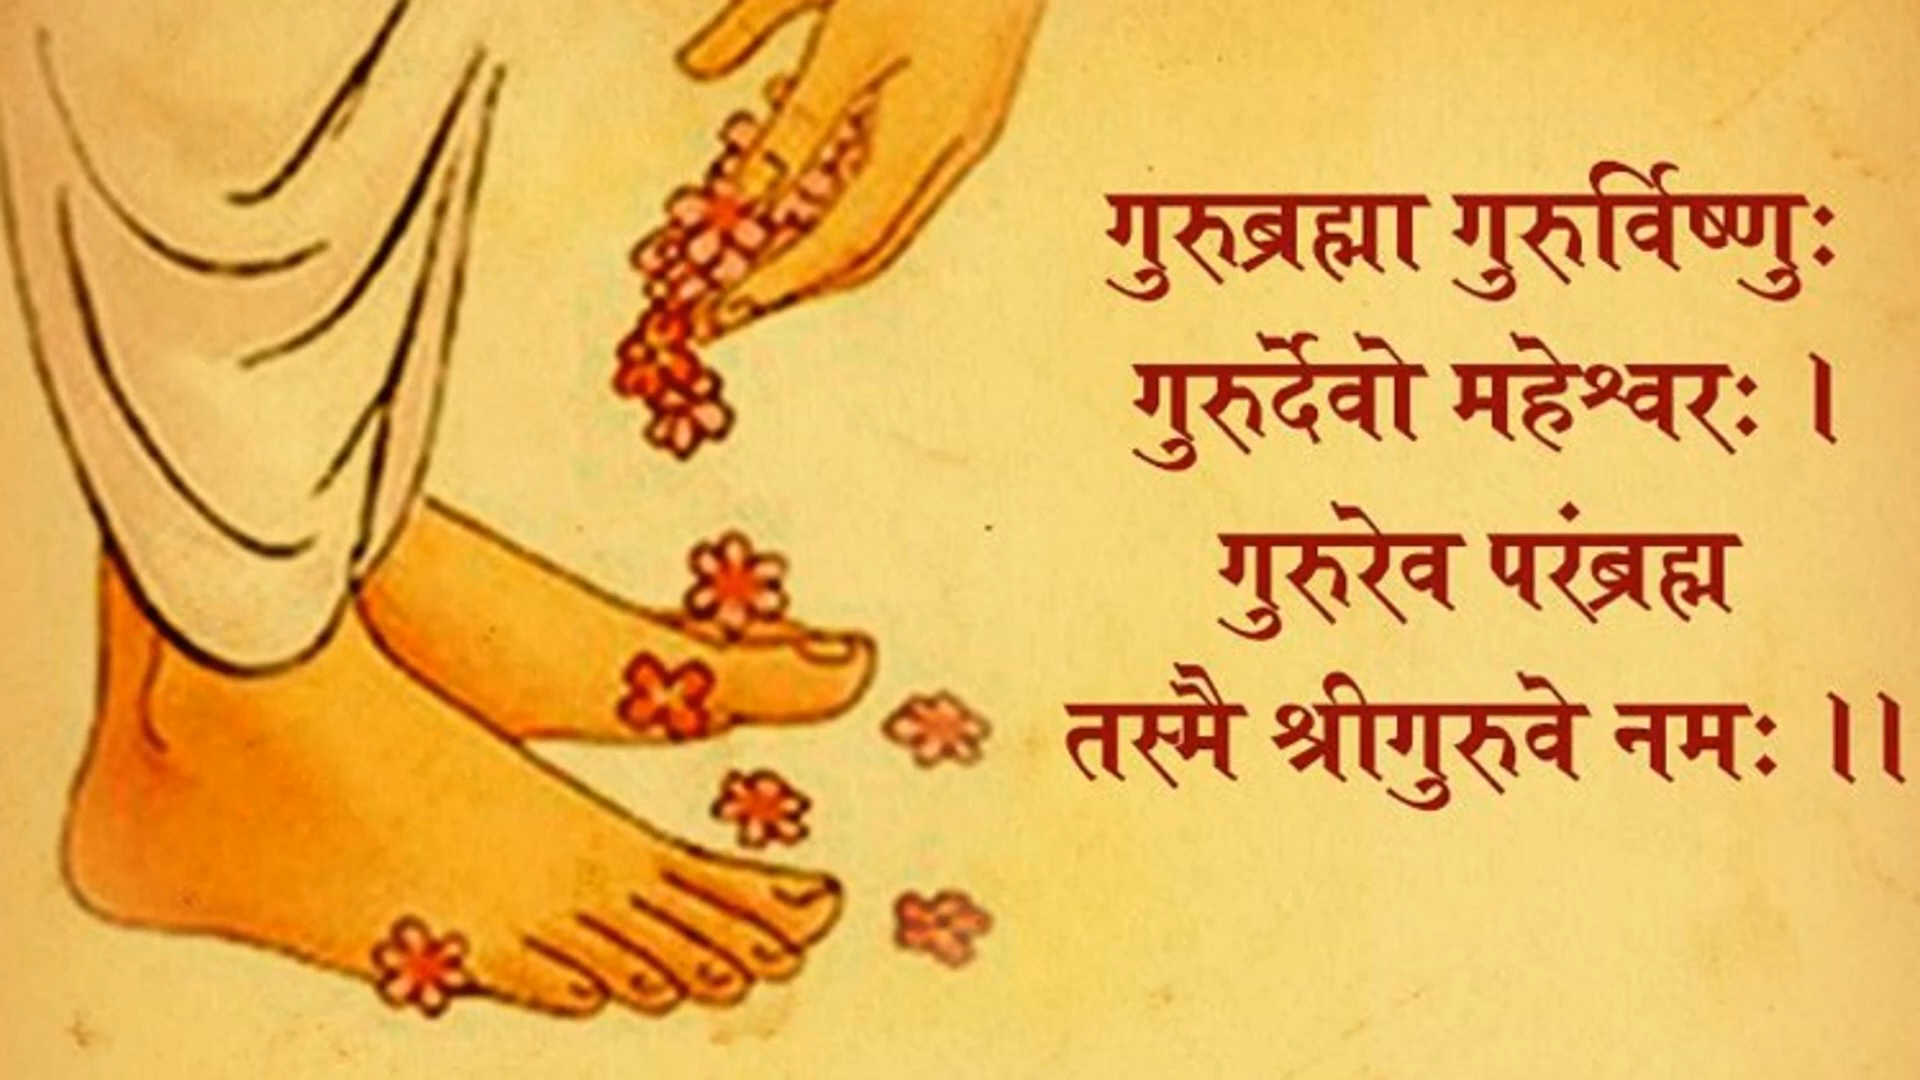 गुरुब्रह्मा गुरुर्विष्णुः
गुरुर्देवो महेश्वरः ।
गुरुरेव परंब्रह्म
तस्मै श्रीगुरुवे नमः ।।